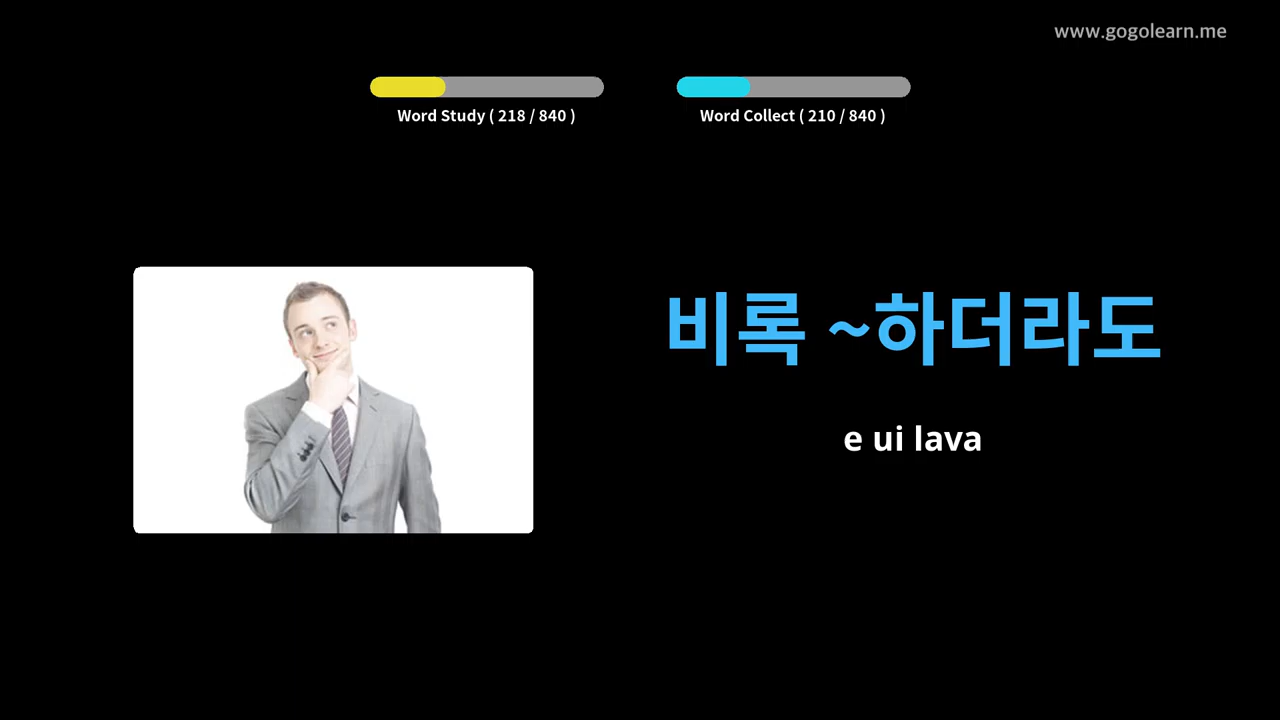 www.gogolearn.me
Word Study ( 218 / 840 )
Word Collect ( 210 / 840 )
비록 ~하더라도
e ui lava